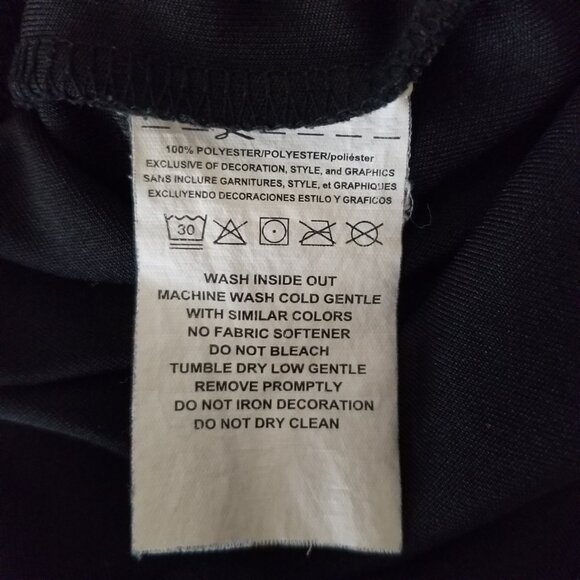 100% POLYESTER/POLYESTER/poliéster
EXCLUSIVE OF DECORATION, STYLE, and GRAPHICS
SANS INCLURE GARNITURES, STYLE, et GRAPHIQUES
EXCLUYENDO DECORACIONES ESTILO Y GRAFICOS
30
WASH INSIDE OUT
MACHINE WASH COLD GENTLE
WITH SIMILAR COLORS
NO FABRIC SOFTENER
DO NOT BLEACH
TUMBLE DRY LOW GENTLE
REMOVE PROMPTLY
DO NOT IRON DECORATION
DO NOT DRY CLEAN